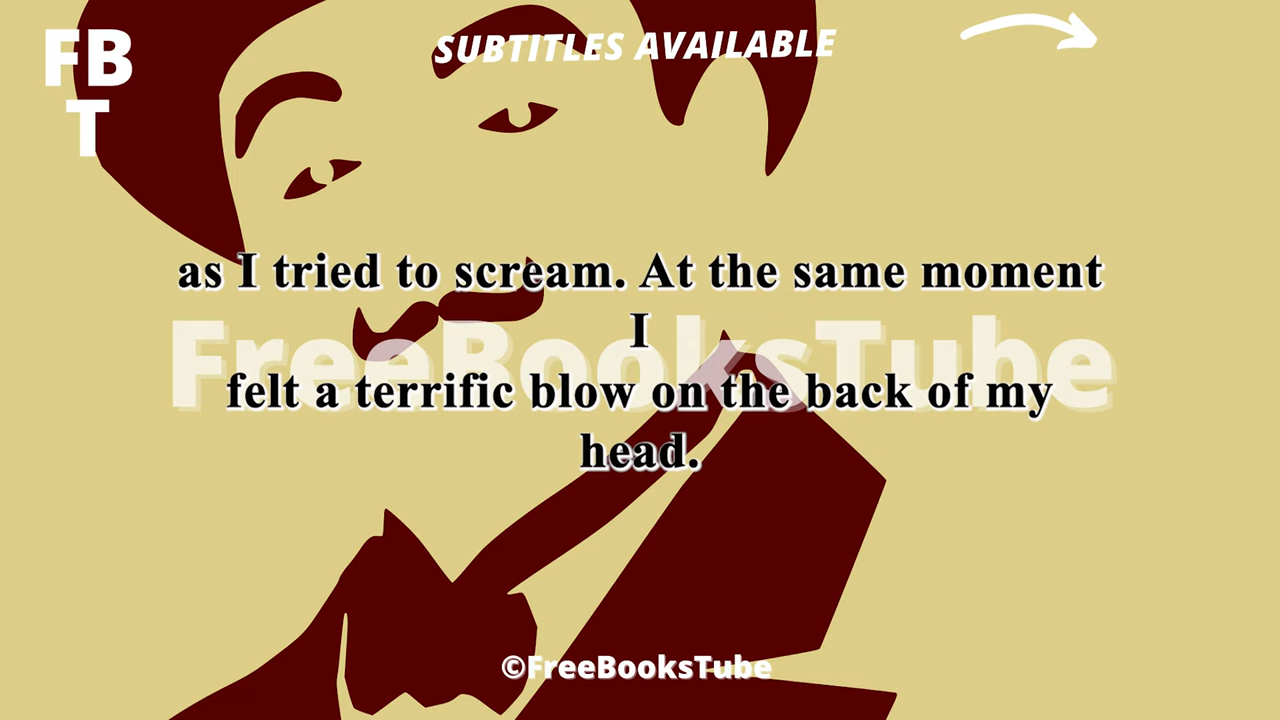 FB
T
SUBTITLES AVAILABLE
as I tried to scream. At the same moment
I
felt a terrific blow on the back of my
head.
FreeBooksTube
©FreeBooksTube